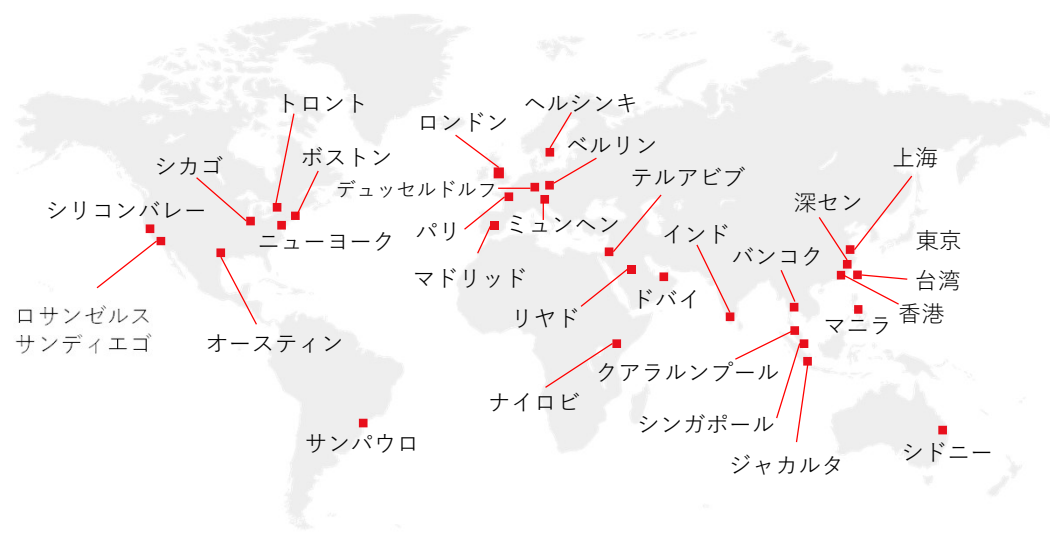 トロント
ヘルシンキ
ロンドン
ベルリン
シカゴ
ボストン
上海
デュッセルドルフ
テルアビブ
シリコンバレー
深セン
パリ
ミュンヘン
インド
ニューヨーク
東京
バンコク
マドリッド
台湾
ドバイ
ロサンゼルス
サンディエゴ
リヤド
香港
マニラ
オースティン
クアラルンプール
ナイロビ
シンガポール
サンパウロ
シドニー
ジャカルタ